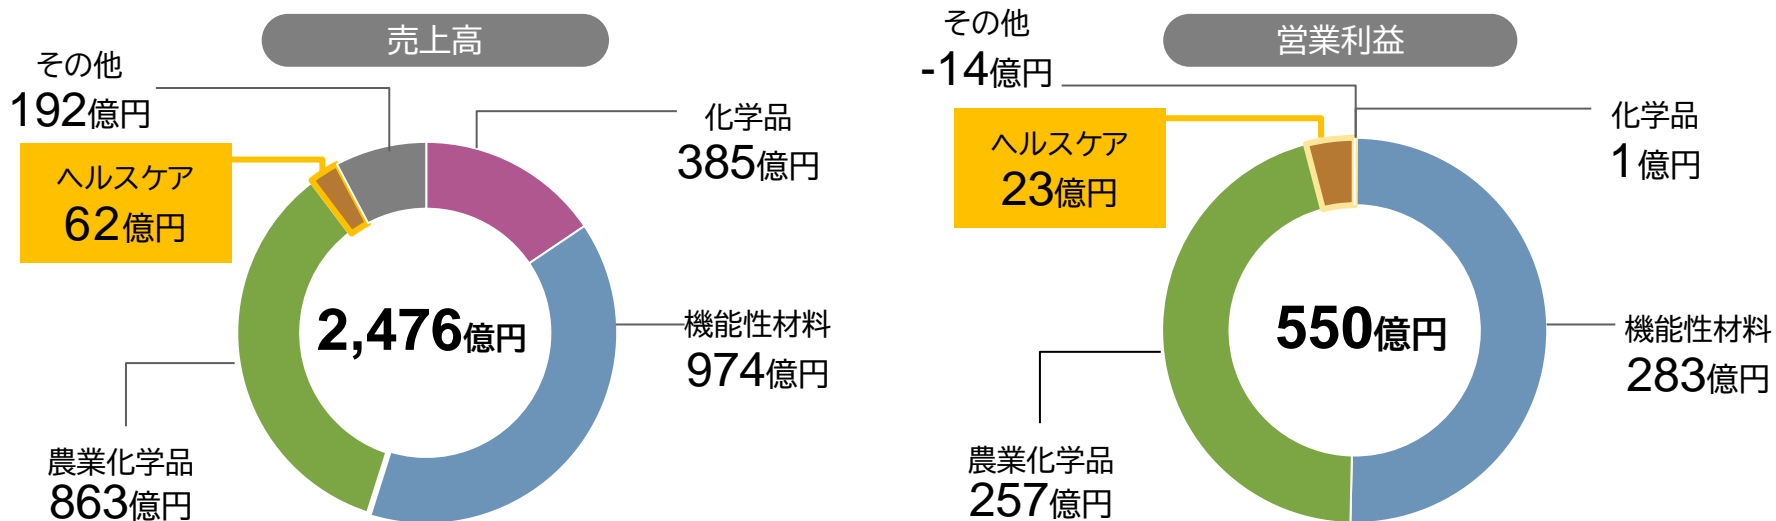 売上高
その他
192億円
ヘルスケア
62億円
化学品
385億円
2,476億円
機能性材料
974億円
農業化学品
863億円
営業利益
その他
-14億円
ヘルスケア
23億円
化学品
1億円
550億円
機能性材料
283億円
農業化学品
257億円